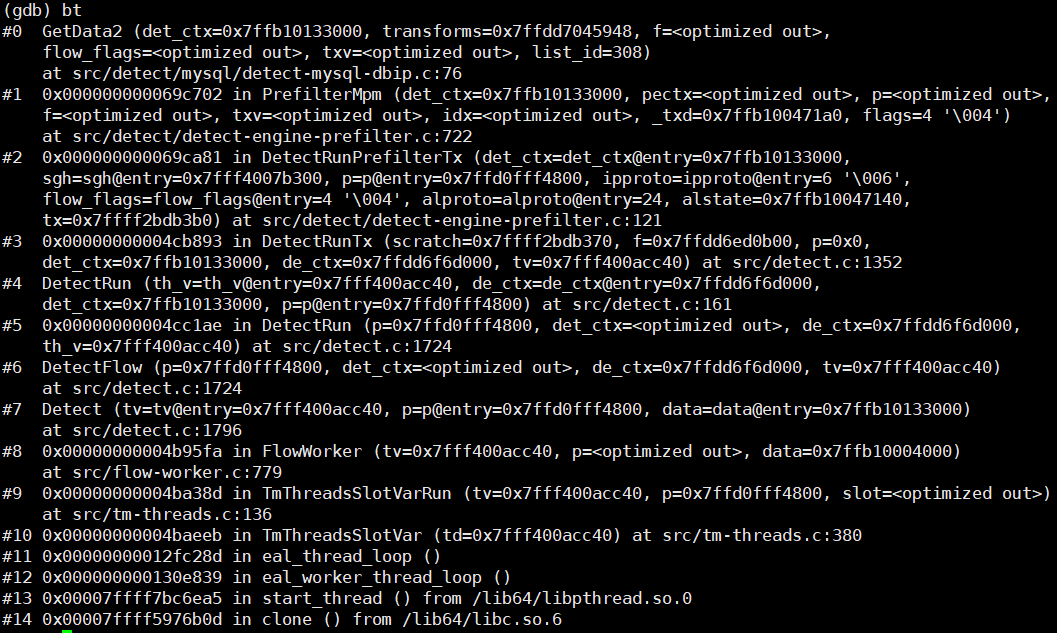 (gdb) bt
#0  GetData2 (det_ctx=0x7ffb10133000, transforms=0x7ffdd7045948, f=<optimized out>,
    flow_flags=<optimized out>, txv=<optimized out>, list_id=308)
    at src/detect/mysql/detect-mysql-dbip.c:76
#1  0x000000000069c702 in PrefilterMpm (det_ctx=0x7ffb10133000, pectx=<optimized out>, p=<optimized out>,
    f=<optimized out>, txv=<optimized out>, idx=<optimized out>, _txd=0x7ffb100471a0, flags=4 '\004')
    at src/detect/detect-engine-prefilter.c:722
#2  0x000000000069ca81 in DetectRunPrefilterTx (det_ctx=det_ctx@entry=0x7ffb10133000,
    sgh=sgh@entry=0x7fff4007b300, p=p@entry=0x7ffd0fff4800, ipproto=ipproto@entry=6 '\006',
    flow_flags=flow_flags@entry=4 '\004', alproto=alproto@entry=24, alstate=0x7ffb10047140,
    tx=0x7ffff2bdb3b0) at src/detect/detect-engine-prefilter.c:121
#3  0x00000000004cb893 in DetectRunTx (scratch=0x7ffff2bdb370, f=0x7ffdd6ed0b00, p=0x0,
    det_ctx=0x7ffb10133000, de_ctx=0x7ffdd6f6d000, tv=0x7fff400acc40) at src/detect.c:1352
#4  DetectRun (th_v=th_v@entry=0x7fff400acc40, de_ctx=de_ctx@entry=0x7ffdd6f6d000,
    det_ctx=0x7ffb10133000, p=p@entry=0x7ffd0fff4800) at src/detect.c:161
#5  0x00000000004cc1ae in DetectRun (p=0x7ffd0fff4800, det_ctx=<optimized out>, de_ctx=0x7ffdd6f6d000,
    th_v=0x7fff400acc40) at src/detect.c:1724
#6  DetectFlow (p=0x7ffd0fff4800, det_ctx=<optimized out>, de_ctx=0x7ffdd6f6d000, tv=0x7fff400acc40)
    at src/detect.c:1724
#7  Detect (tv=tv@entry=0x7fff400acc40, p=p@entry=0x7ffd0fff4800, data=data@entry=0x7ffb10133000)
    at src/detect.c:1796
#8  0x00000000004b95fa in FlowWorker (tv=0x7fff400acc40, p=<optimized out>, data=0x7ffb10004000)
    at src/flow-worker.c:779
#9  0x00000000004ba38d in TmThreadsSlotVarRun (tv=0x7fff400acc40, p=0x7ffd0fff4800, slot=<optimized out>)
    at src/tm-threads.c:136
#10 0x00000000004baeeb in TmThreadsSlotVar (td=0x7fff400acc40) at src/tm-threads.c:380
#11 0x00000000012fc28d in eal_thread_loop ()
#12 0x000000000130e839 in eal_worker_thread_loop ()
#13 0x00007ffff7bc6ea5 in start_thread () from /lib64/libpthread.so.0
#14 0x00007ffff5976b0d in clone () from /lib64/libc.so.6